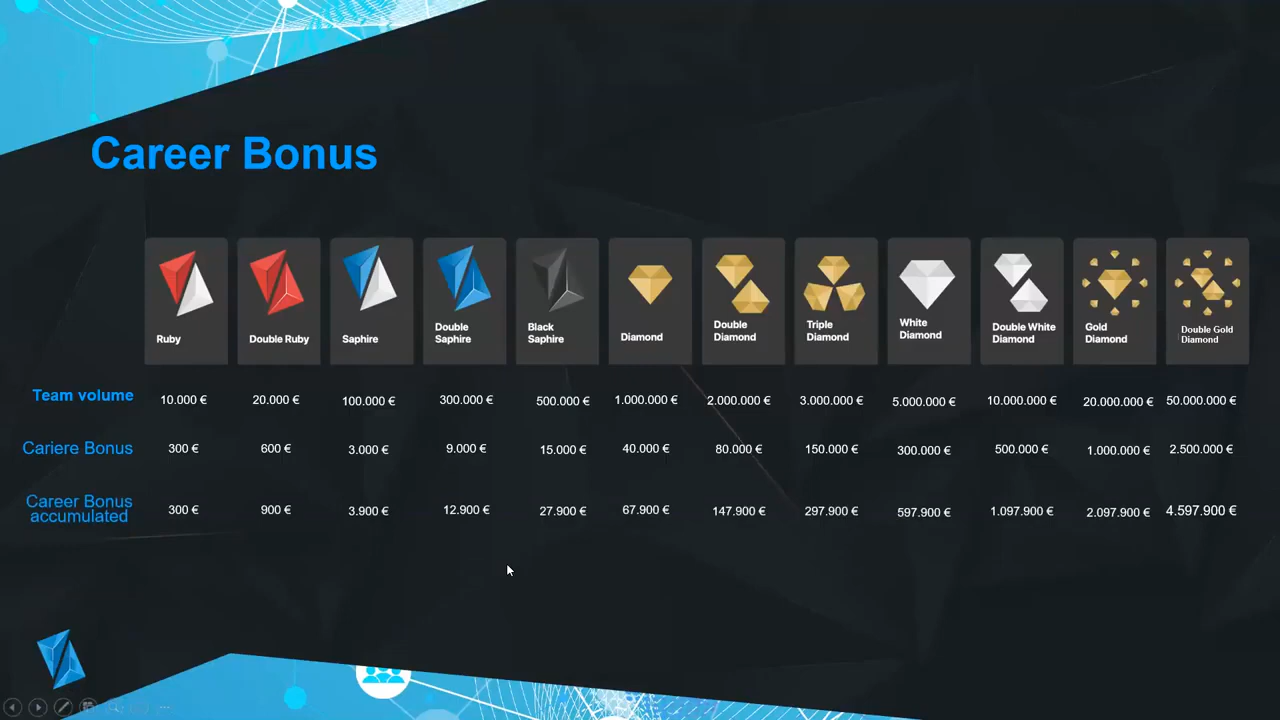 Career Bonus
Ruby
Double Ruby
Saphire
Double
Saphire
Black
Saphire
Diamond
Double
Diamond
Triple
Diamond
White
Diamond
Double White
Diamond
Gold
Diamond
Double Gold
Diamond
Team volume 10.000 € 20.000 € 100.000 € 300.000 € 500.000 € 1.000.000 € 2.000.000 € 3.000.000 € 5.000.000 € 10.000.000 € 20.000.000 € 50.000.000 €
Cariere Bonus 300 € 600 € 3.000 € 9.000 € 15.000 € 40.000 € 80.000 € 150.000 € 300.000 € 500.000 € 1.000.000 € 2.500.000 €
Career Bonus
accumulated 300 € 900 € 3.900 € 12.900 € 27.900 € 67.900 € 147.900 € 297.900 € 597.900 € 1.097.900 € 2.097.900 € 4.597.900 €